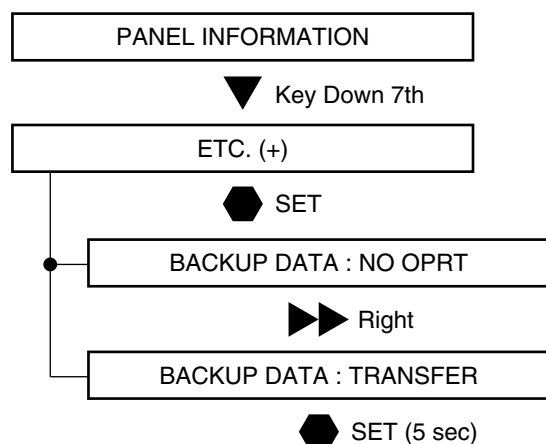 PANEL INFORMATION
Key Down 7th
ETC. (+)
SET
BACKUP DATA : NO OPRT
Right
BACKUP DATA : TRANSFER
SET (5 sec)